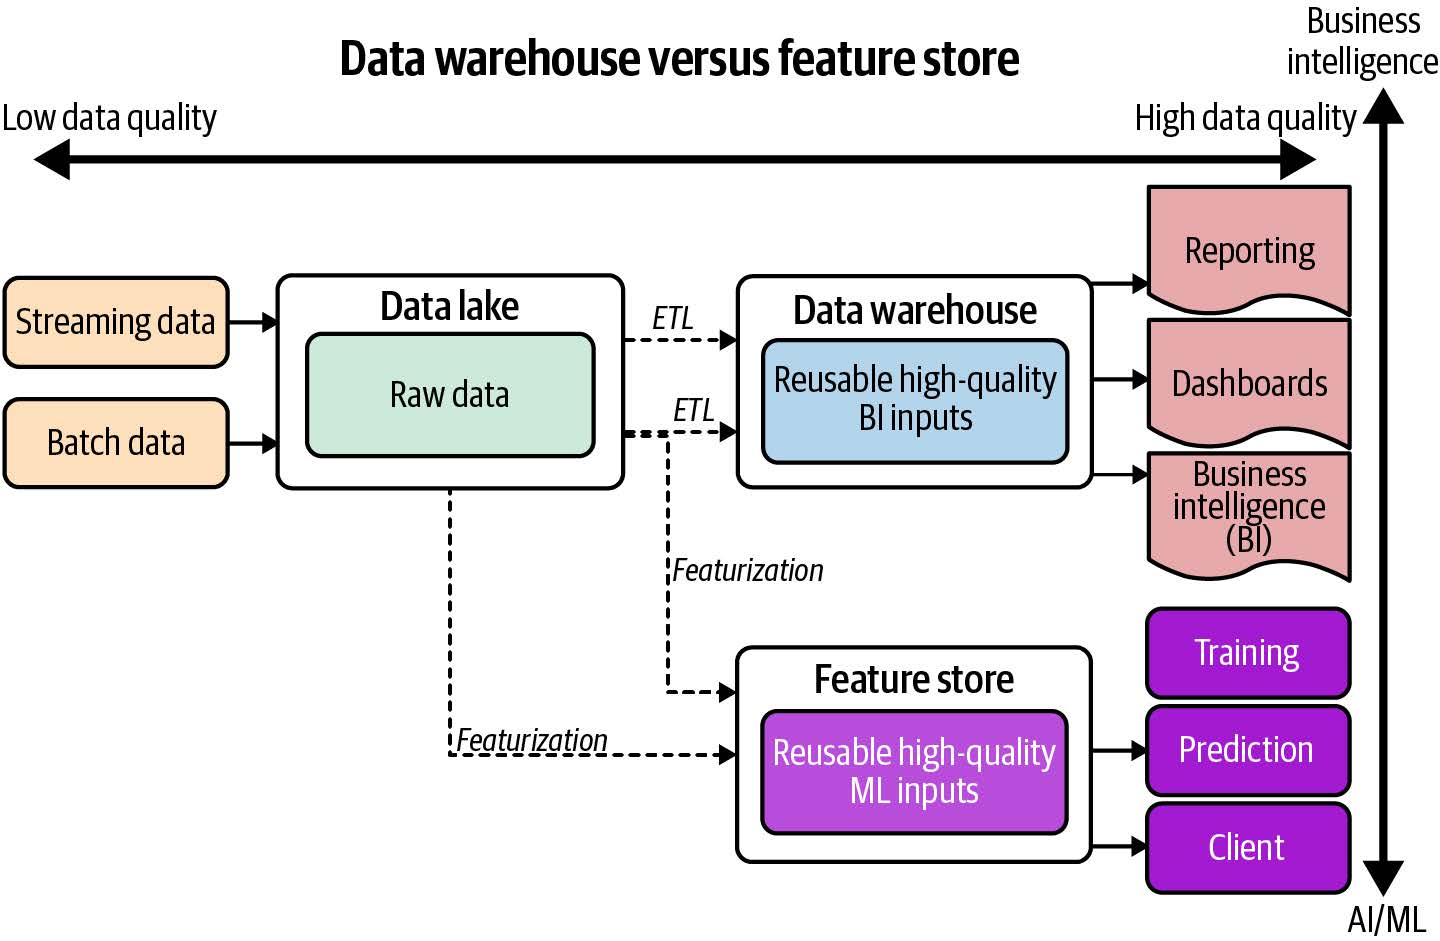 Business
intelligence
Data warehouse versus feature store
Low data quality
High data quality
Streaming data
Batch data
Data lake
Raw data
ETL
ETL
Data warehouse
Reusable high-quality
BI inputs
Reporting
Dashboards
Business
intelligence
(BI)
Featurization
Featurization
Feature store
Reusable high-quality
ML inputs
Training
Prediction
Client
AI/ML